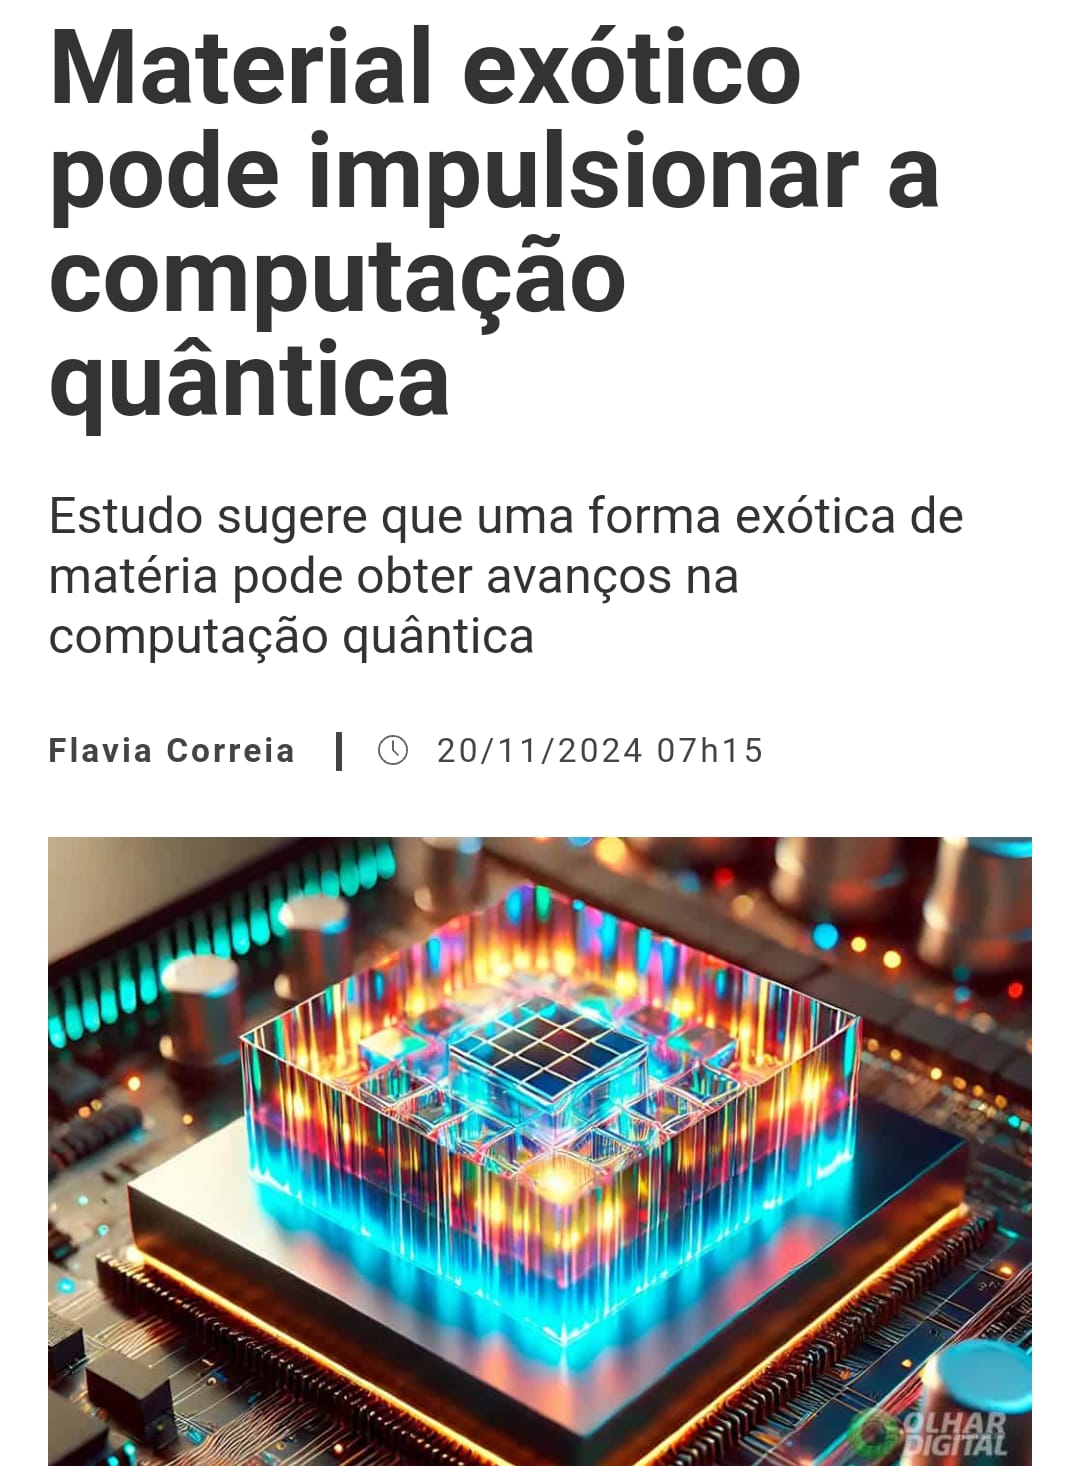 Material exótico
pode impulsionar a
computação
quântica
Estudo sugere que uma forma exótica de
matéria pode obter avanços na
computação quântica
Flavia Correia
20/11/2024 07h15
OLHAR
DIGITAL